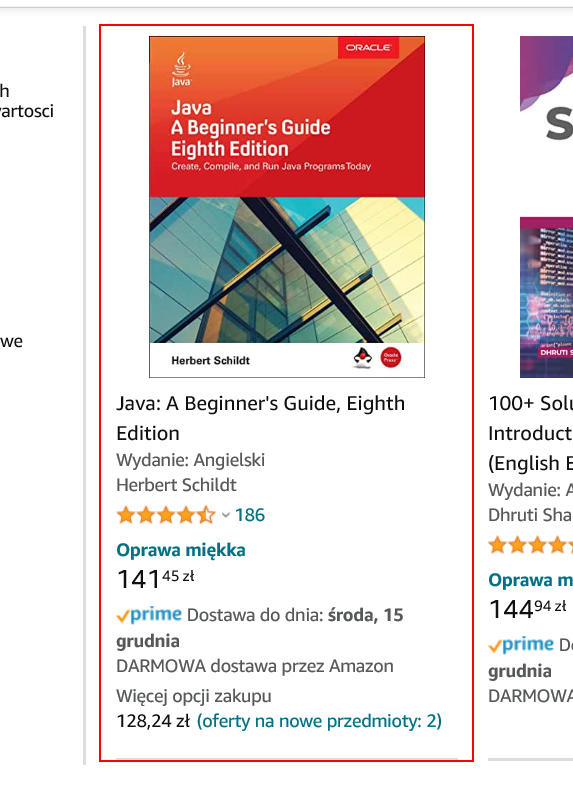 h
artosci
we
ORACLE
Java
Java
A Beginner's Guide
Eighth Edition
Create, Compile, and Run Java Programs Today
Herbert Schildt
Oracle
Press
Java: A Beginner's Guide, Eighth
Edition
Wydanie: Angielski
Herbert Schildt
186
Oprawa miękka
141 45 zł
prime Dostawa do dnia: środa, 15
grudnia
DARMOWA dostawa przez Amazon
Więcej opcji zakupu
128,24 zł (oferty na nowe przedmioty: 2)
S
DHRUTI S
100+ Solu
Introduct
(English E
Wydanie: A
Dhruti Sha
Oprawa m
144 94 zł
prime D
grudnia
DARMOWA